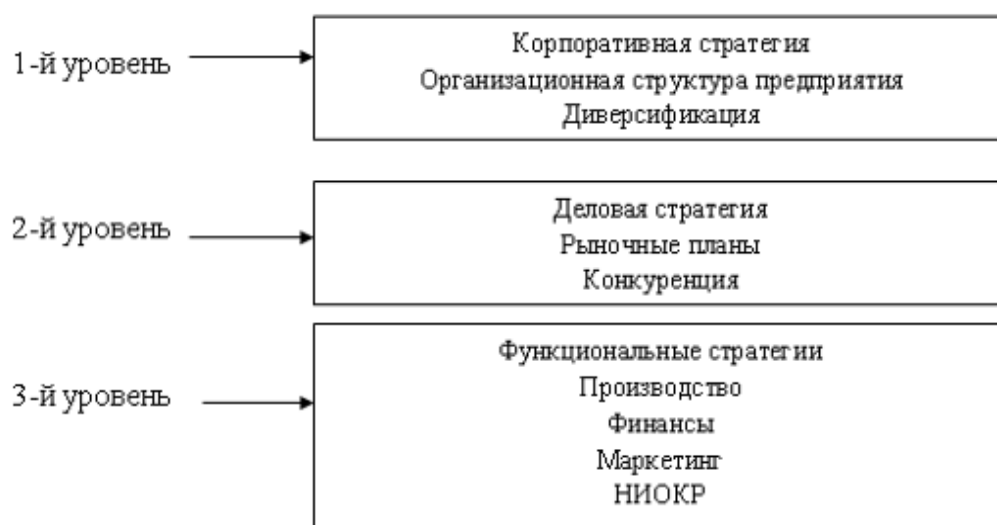 1-й уровень
Корпоративная стратегия
Организационная структура предприятия
Диверсификация
2-й уровень
Деловая стратегия
Рыночные планы
Конкуренция
3-й уровень
Функциональные стратегии
Производство
Финансы
Маркетинг
НИОКР